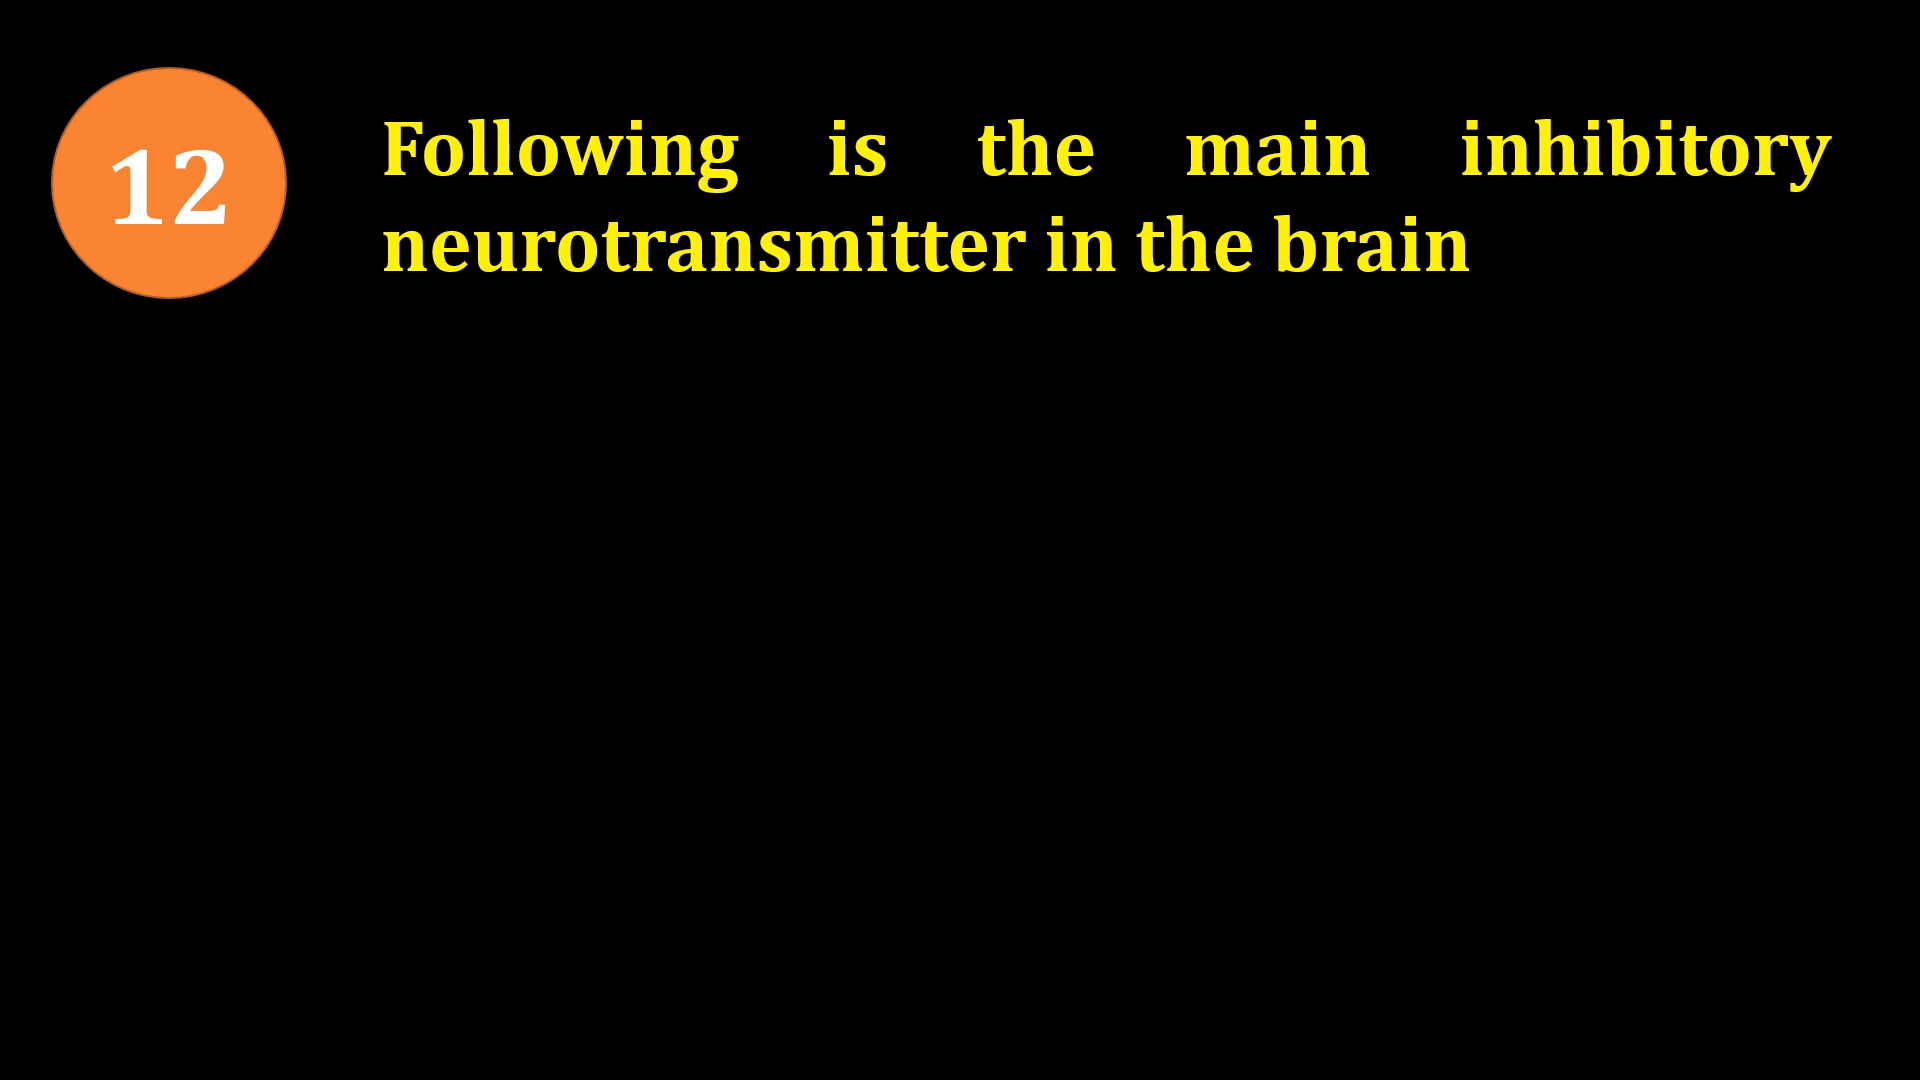 12
Following is the main inhibitory
neurotransmitter in the brain